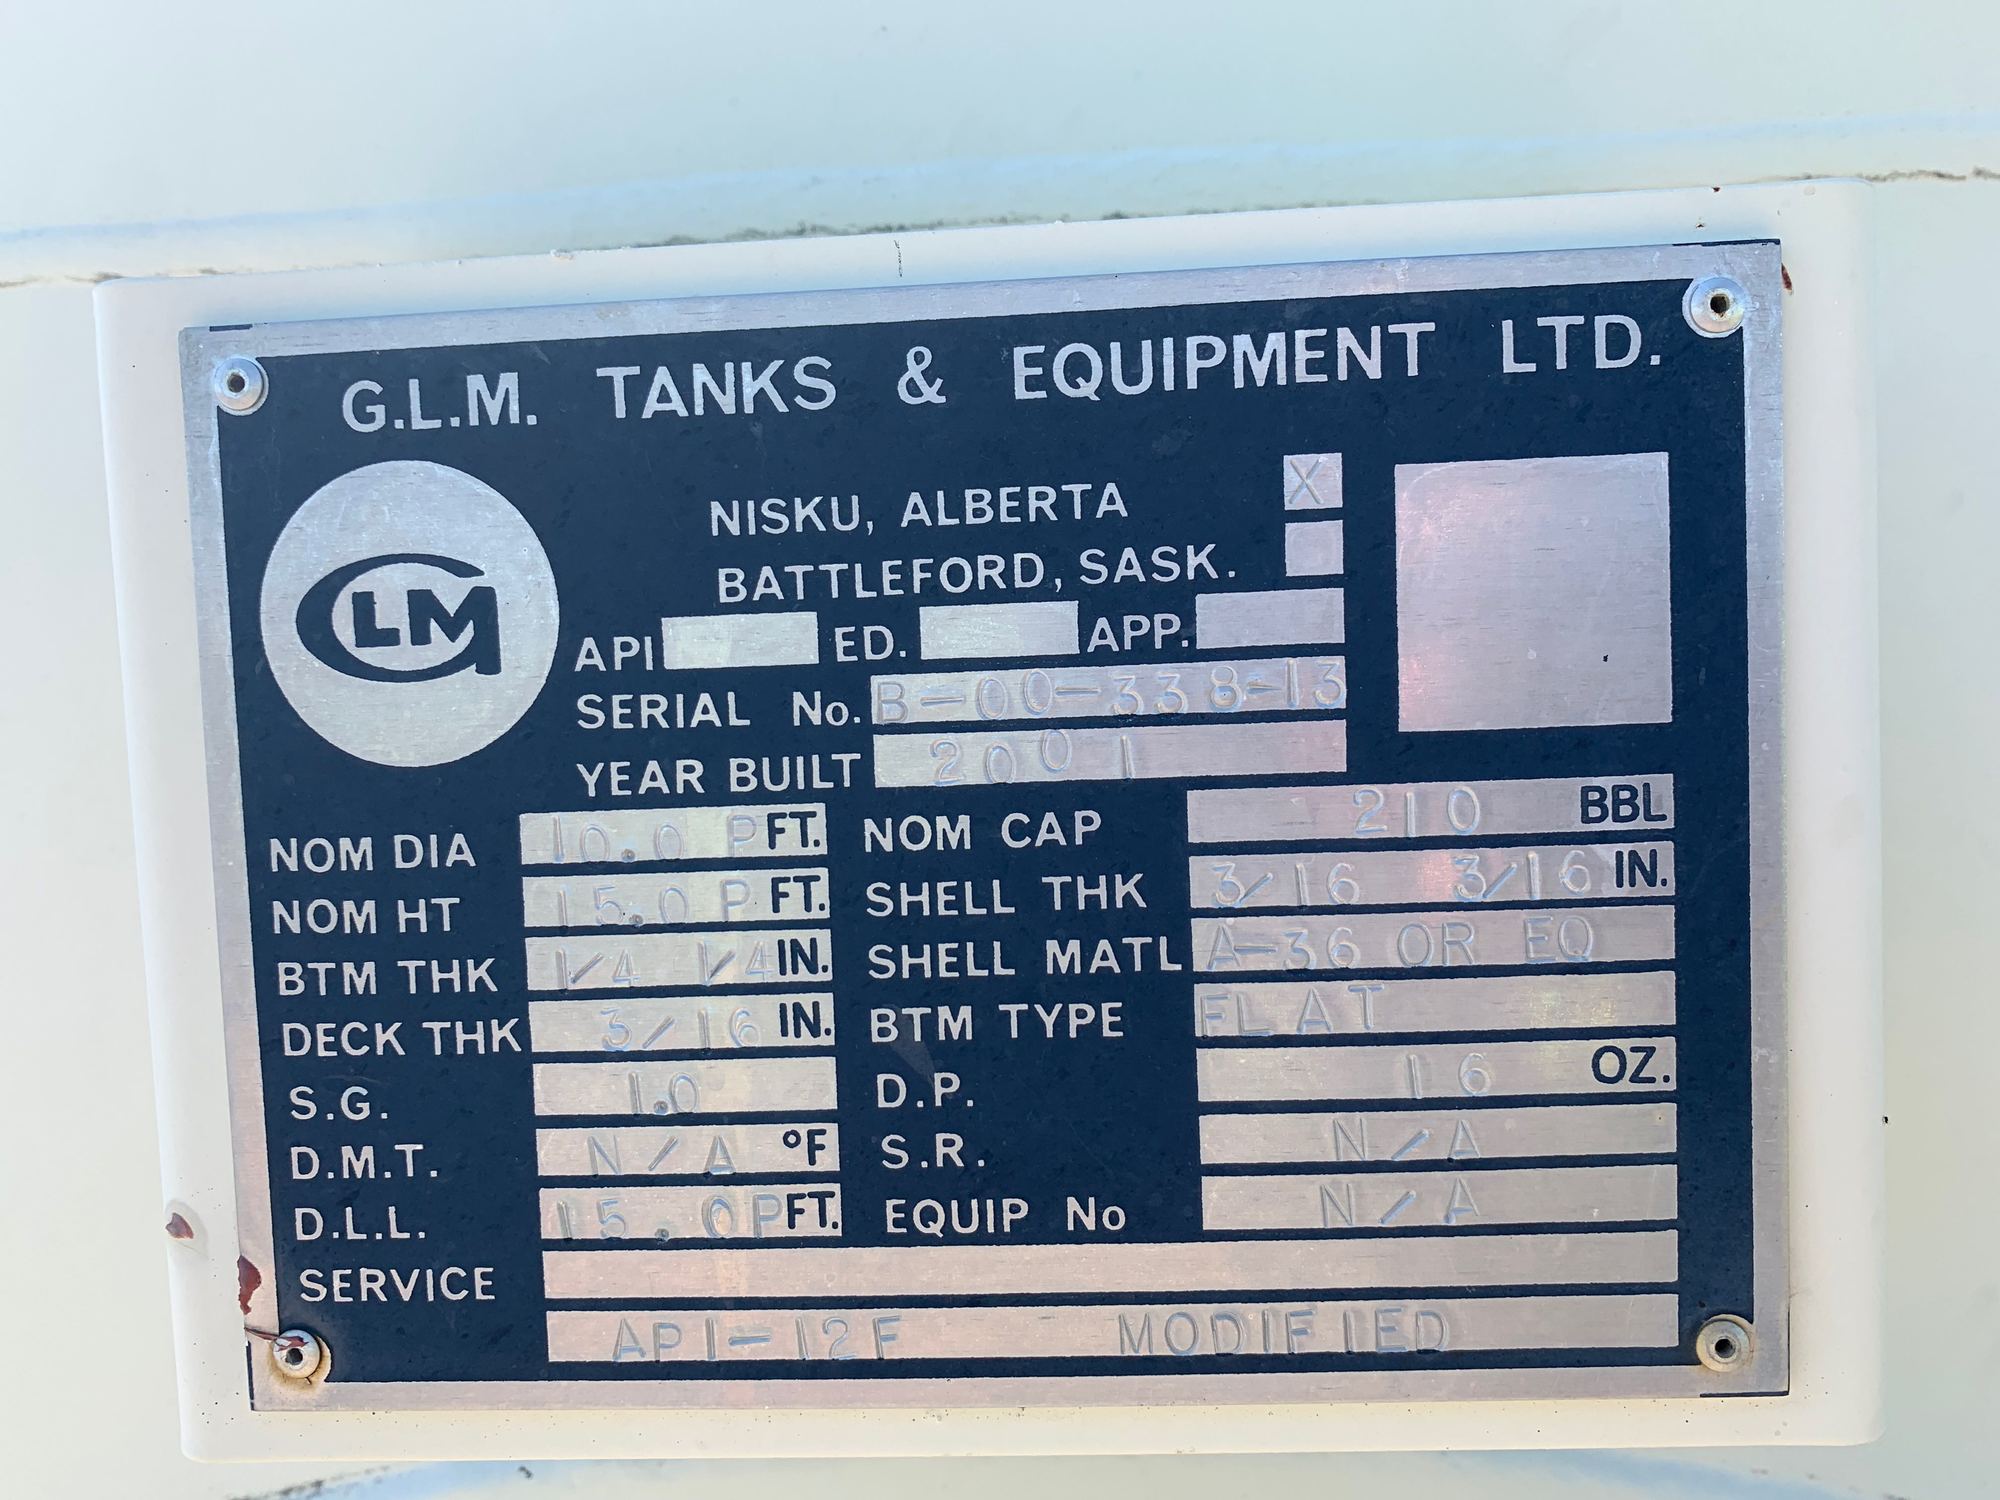 G.L.M. TANKS & EQUIPMENT LTD.
NISKU, ALBERTA X
BATTLEFORD, SASK.
GLM
API ED. APP.
SERIAL No. B-00-338-13
YEAR BUILT 2001
NOM DIA 10.0 P FT. NOM CAP 210 BBL
NOM HT 15.0 P FT. SHELL THK 3/16 3/16 IN.
BTM THK 1/4 1/4 IN. SHELL MATL A-36 OR EQ
DECK THK 3/16 IN. BTM TYPE FLAT
S.G. 1.0 D.P. 16 OZ.
D.M.T. N/A °F S.R. N/A
D.L.L. 15.0P FT. EQUIP No N/A
SERVICE
API-12F MODIFIED